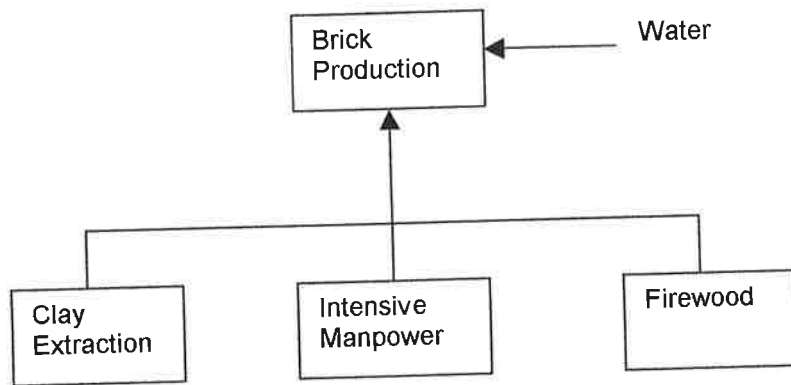 Brick
Production
Water
Clay
Extraction
Intensive
Manpower
Firewood